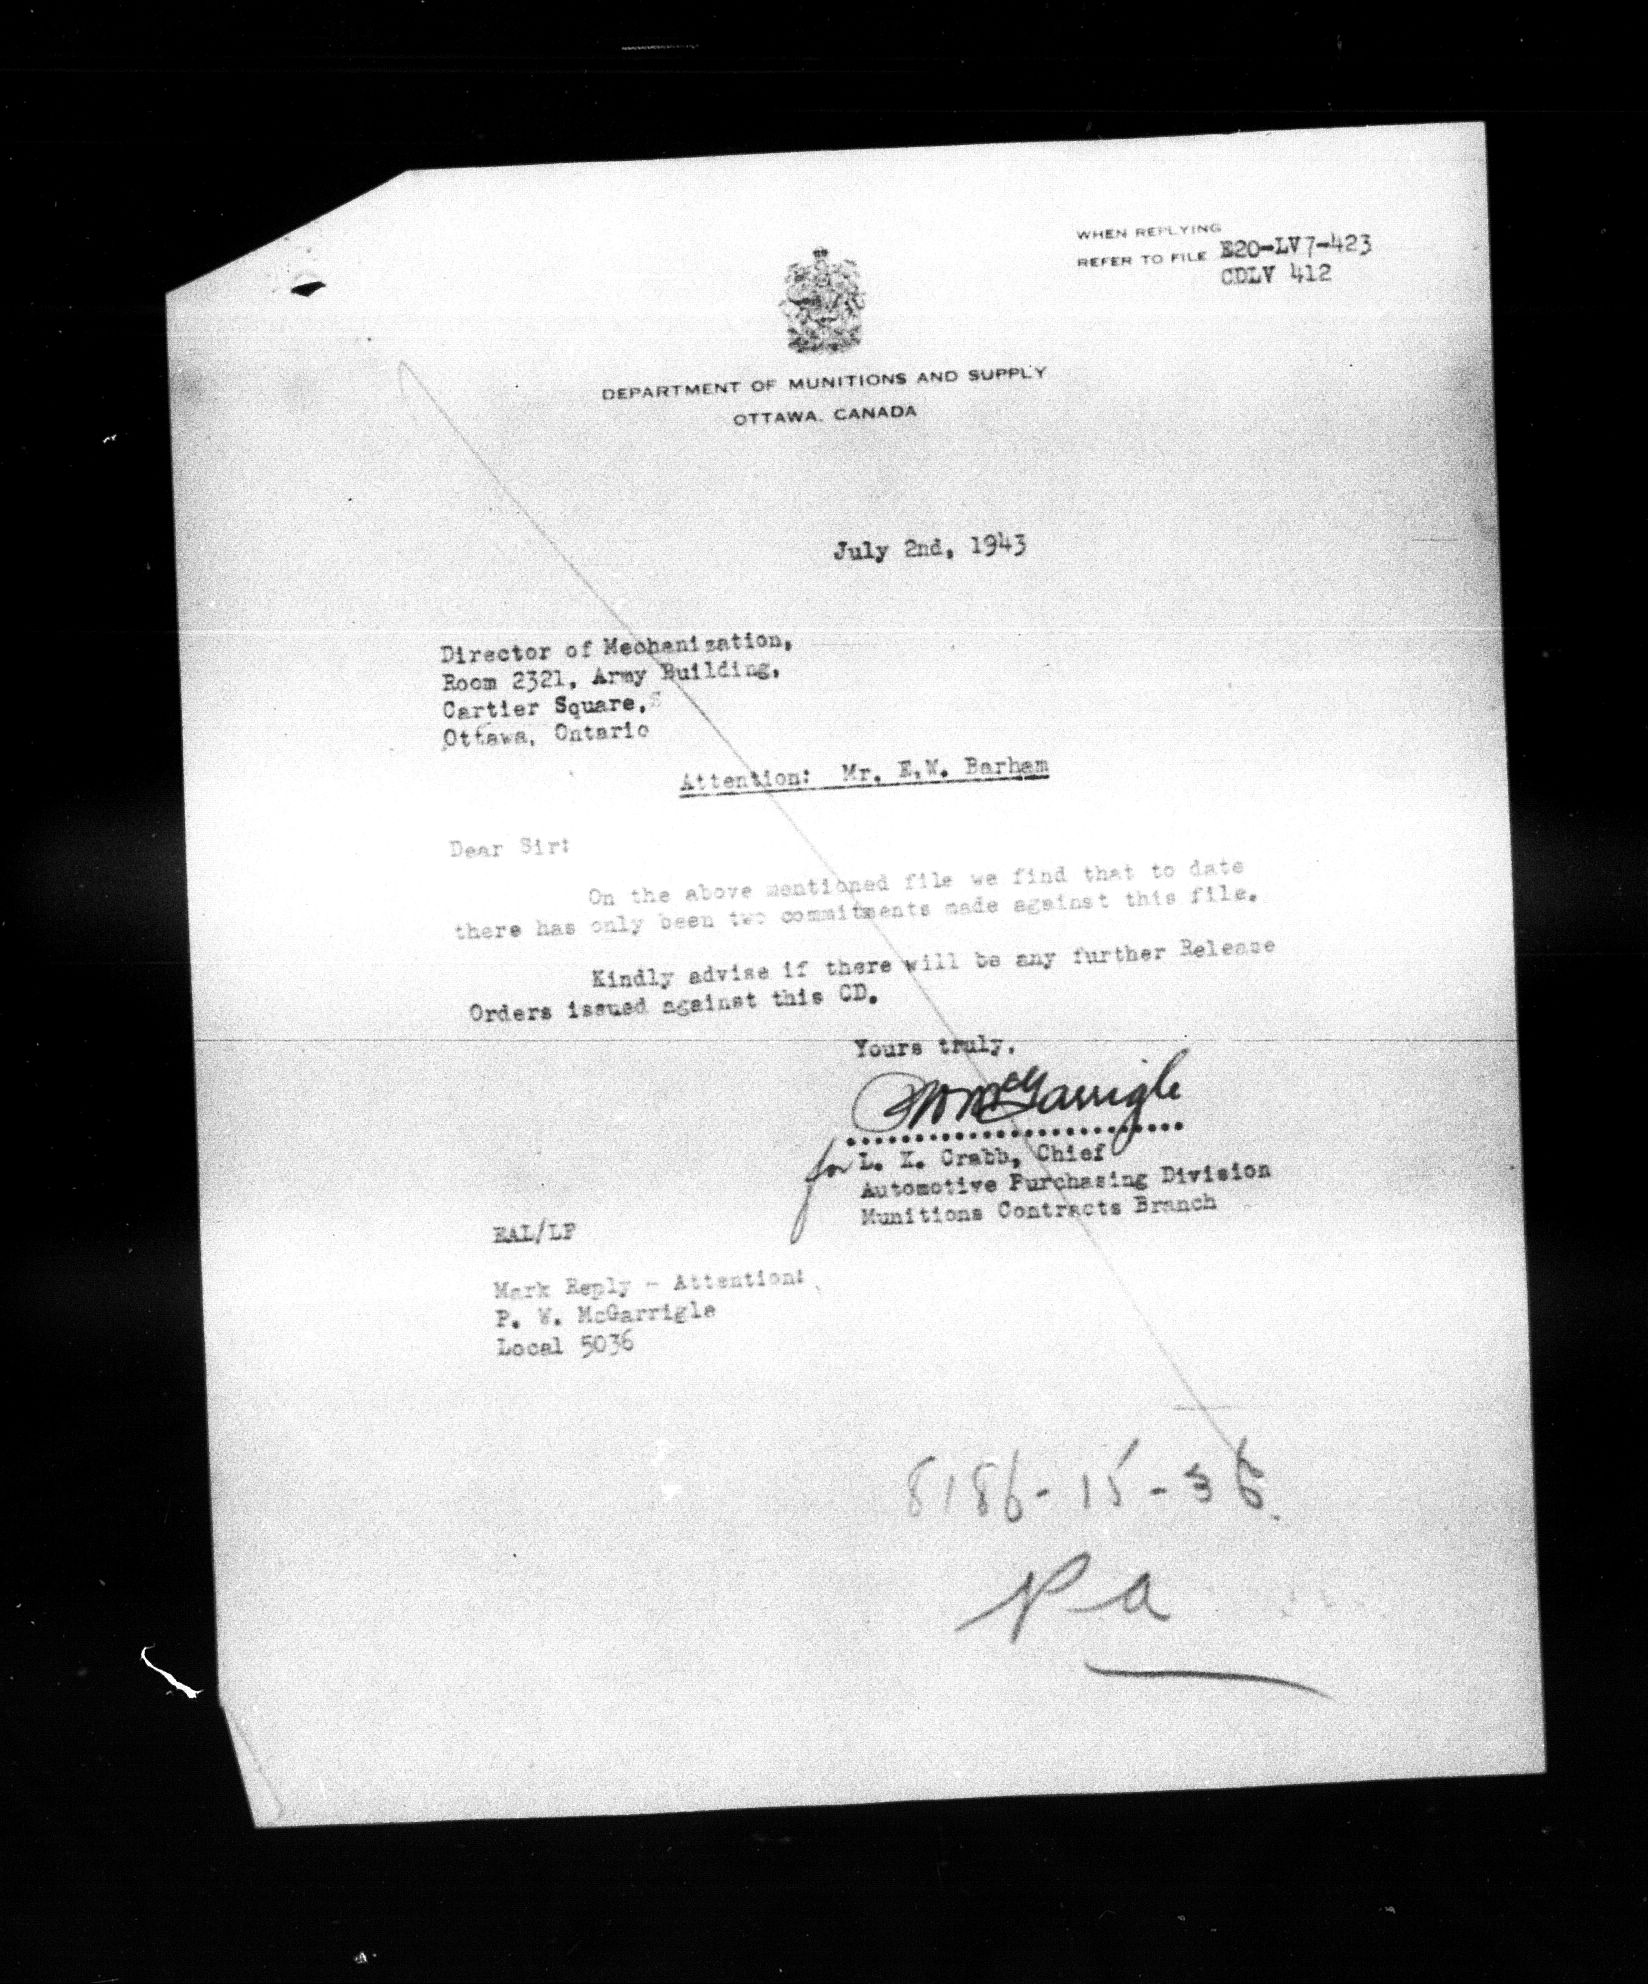 WHEN REPLYING
REFER TO FILE E20-LV7-423
CDLV 412
DEPARTMENT OF MUNITIONS AND SUPPLY
OTTAWA, CANADA
July 2nd, 1943
Director of Mechanization,
Room 2321, Army Building,
Cartier Square,
Ottawa, Ontario
Attention: Mr. E.W. Barham
Dear Sir:
On the above mentioned file we find that to date
there has only been two commitments made against this file.
Kindly advise if there will be any further Release
Orders issued against this CD.
Yours truly,
PW McGarrigle
for L. K. Crabb, Chief
Automotive Purchasing Division
Munitions Contracts Branch
EAL/LF
Mark Reply - Attention:
P. W. McGarrigle
Local 5036
8186-15-36
Pa